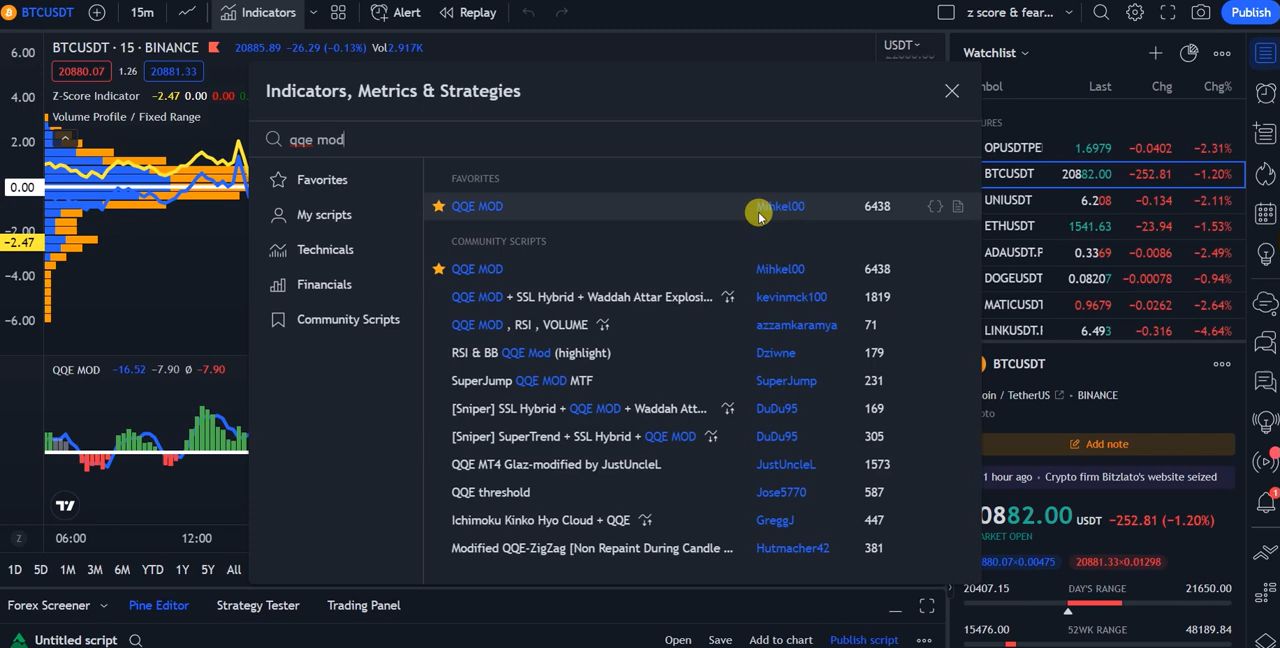 BTCUSDT 15m Indicators Alert Replay z score & fear... Publish
BTCUSDT · 15 · BINANCE 20885.89 −26.29 (−0.13%) Vol2.917K
20880.07 1.26 20881.33
Z-Score Indicator −2.47 0.00 0.00
Volume Profile / Fixed Range
6.00
4.00
2.00
0.00
−2.47
−4.00
−6.00
USDT
QQE MOD −16.52 −7.90 Ø −7.90
Z 06:00 12:00
1D 5D 1M 3M 6M YTD 1Y 5Y All
Indicators, Metrics & Strategies
qqe mod
Favorites
My scripts
Technicals
Financials
Community Scripts
FAVORITES
QQE MOD Mihkel00 6438
COMMUNITY SCRIPTS
QQE MOD Mihkel00 6438
QQE MOD + SSL Hybrid + Waddah Attar Explosi... kevinmck100 1819
QQE MOD , RSI , VOLUME azzamkaramya 71
RSI & BB QQE Mod (highlight) Dziwne 179
SuperJump QQE MOD MTF SuperJump 231
[Sniper] SSL Hybrid + QQE MOD + Waddah Att... DuDu95 169
[Sniper] SuperTrend + SSL Hybrid + QQE MOD DuDu95 305
QQE MT4 Glaz-modified by JustUncleL JustUncleL 1573
QQE threshold Jose5770 587
Ichimoku Kinko Hyo Cloud + QQE GreggJ 447
Modified QQE-ZigZag [Non Repaint During Candle ... Hutmacher42 381
Watchlist
mbol Last Chg Chg%
URES
OPUSDTPE 1.6979 −0.0402 −2.31%
BTCUSDT 20882.00 −252.81 −1.20%
UNIUSDT 6.208 −0.134 −2.11%
ETHUSDT 1541.63 −23.94 −1.53%
ADAUSDT.F 0.3369 −0.0086 −2.49%
DOGEUSDT 0.08207 −0.00078 −0.94%
MATICUSDT 0.9679 −0.0262 −2.64%
LINKUSDT.F 6.493 −0.316 −4.64%
BTCUSDT
oin / TetherUS · BINANCE
pto
Add note
1 hour ago · Crypto firm Bitzlato's website seized
0882.00 USDT −252.81 (−1.20%)
ARKET OPEN
880.07×0.00475 20881.33×0.01298
20407.15 DAY'S RANGE 21650.00
15476.00 52WK RANGE 48189.84
1
Forex Screener Pine Editor Strategy Tester Trading Panel
Untitled script Open Save Add to chart Publish script